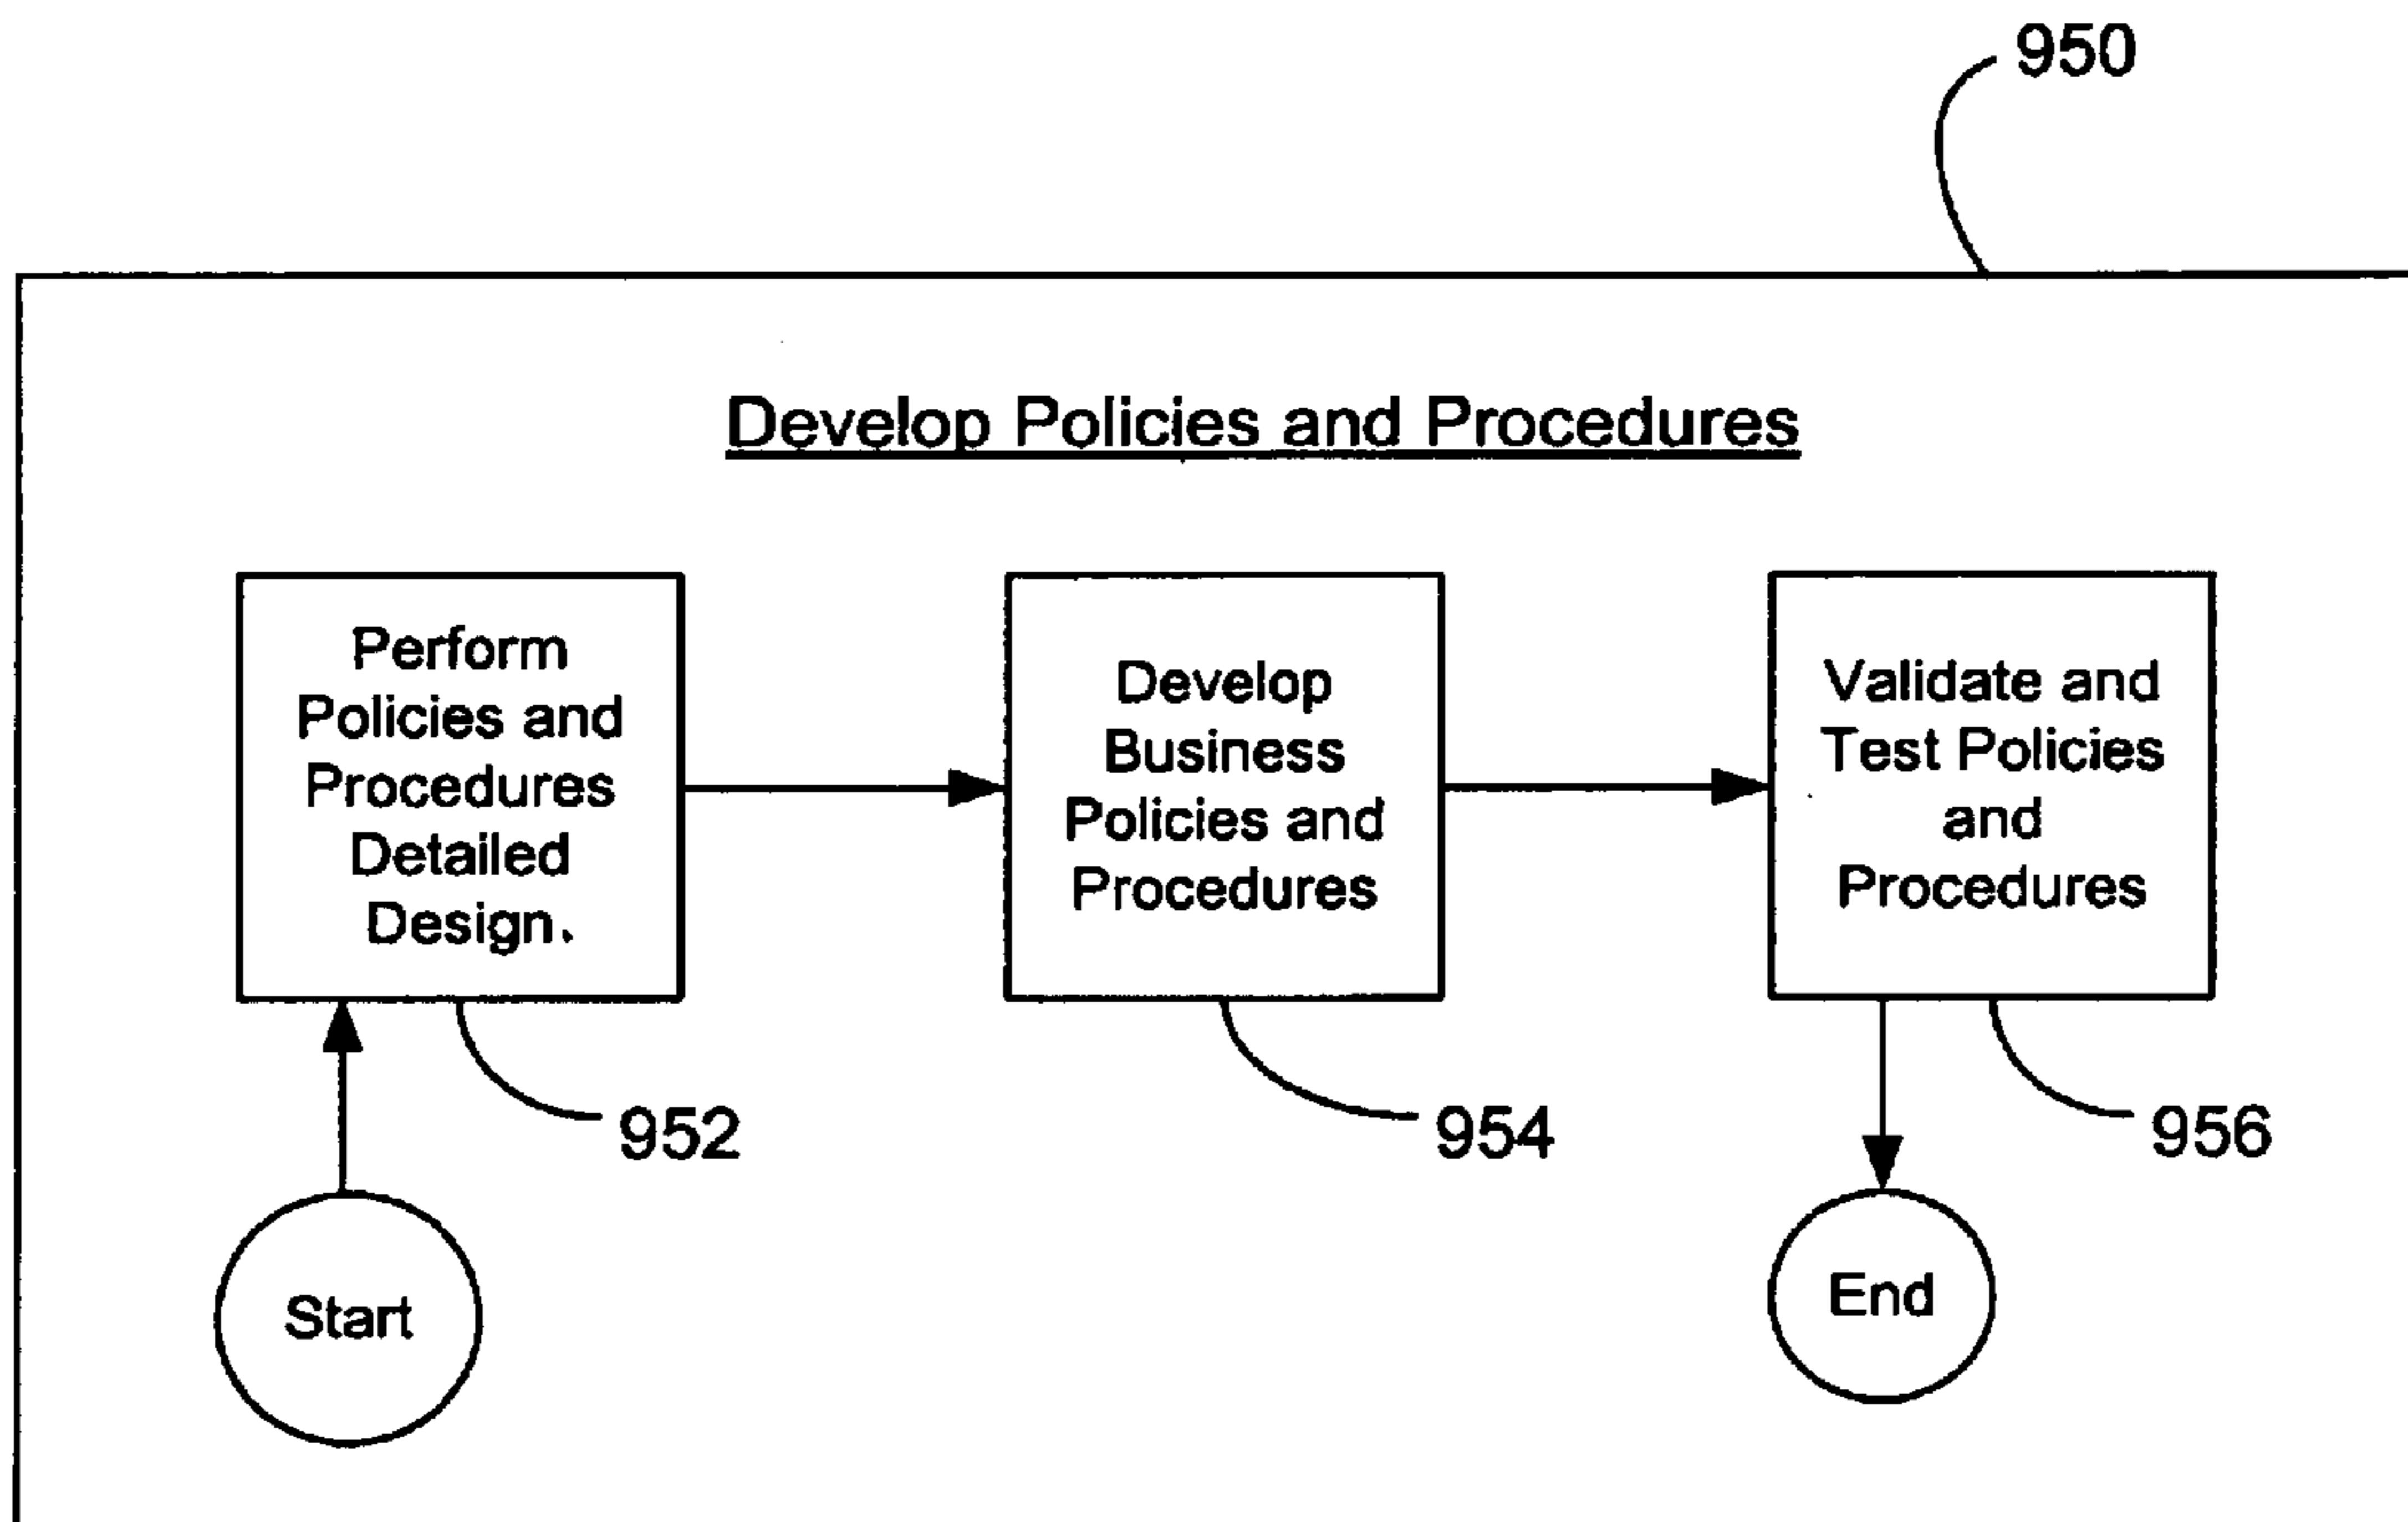 950
Develop Policies and Procedures
Perform
Policies and
Procedures
Detailed
Design.
Develop
Business
Policies and
Procedures
Validate and
Test Policies
and
Procedures
952
954
956
Start
End